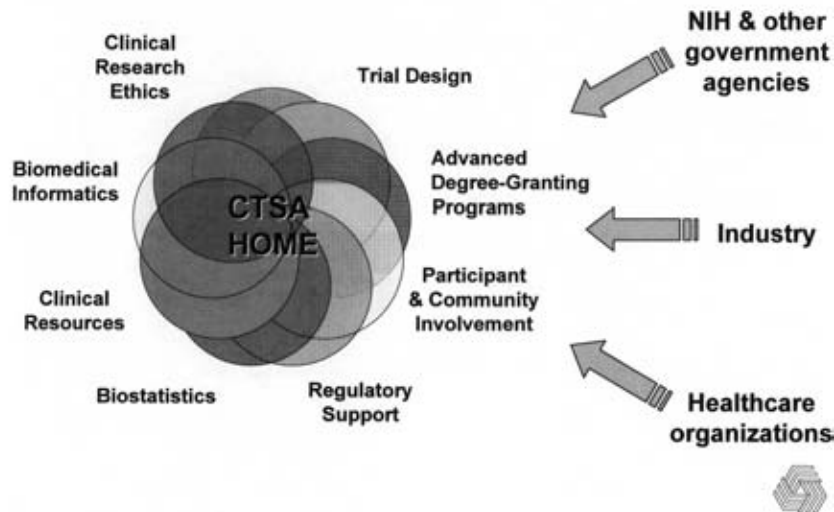 Clinical
Research
Ethics
Trial Design
Biomedical
Informatics
CTSA
HOME
Advanced
Degree-Granting
Programs
Clinical
Resources
Participant
& Community
Involvement
Biostatistics
Regulatory
Support
NIH & other
government
agencies
Industry
Healthcare
organizations